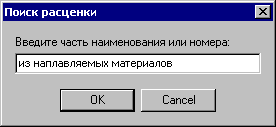 Поиск расценки
Введите часть наименования или номера:
из наплавляемых материалов
OK
Cancel